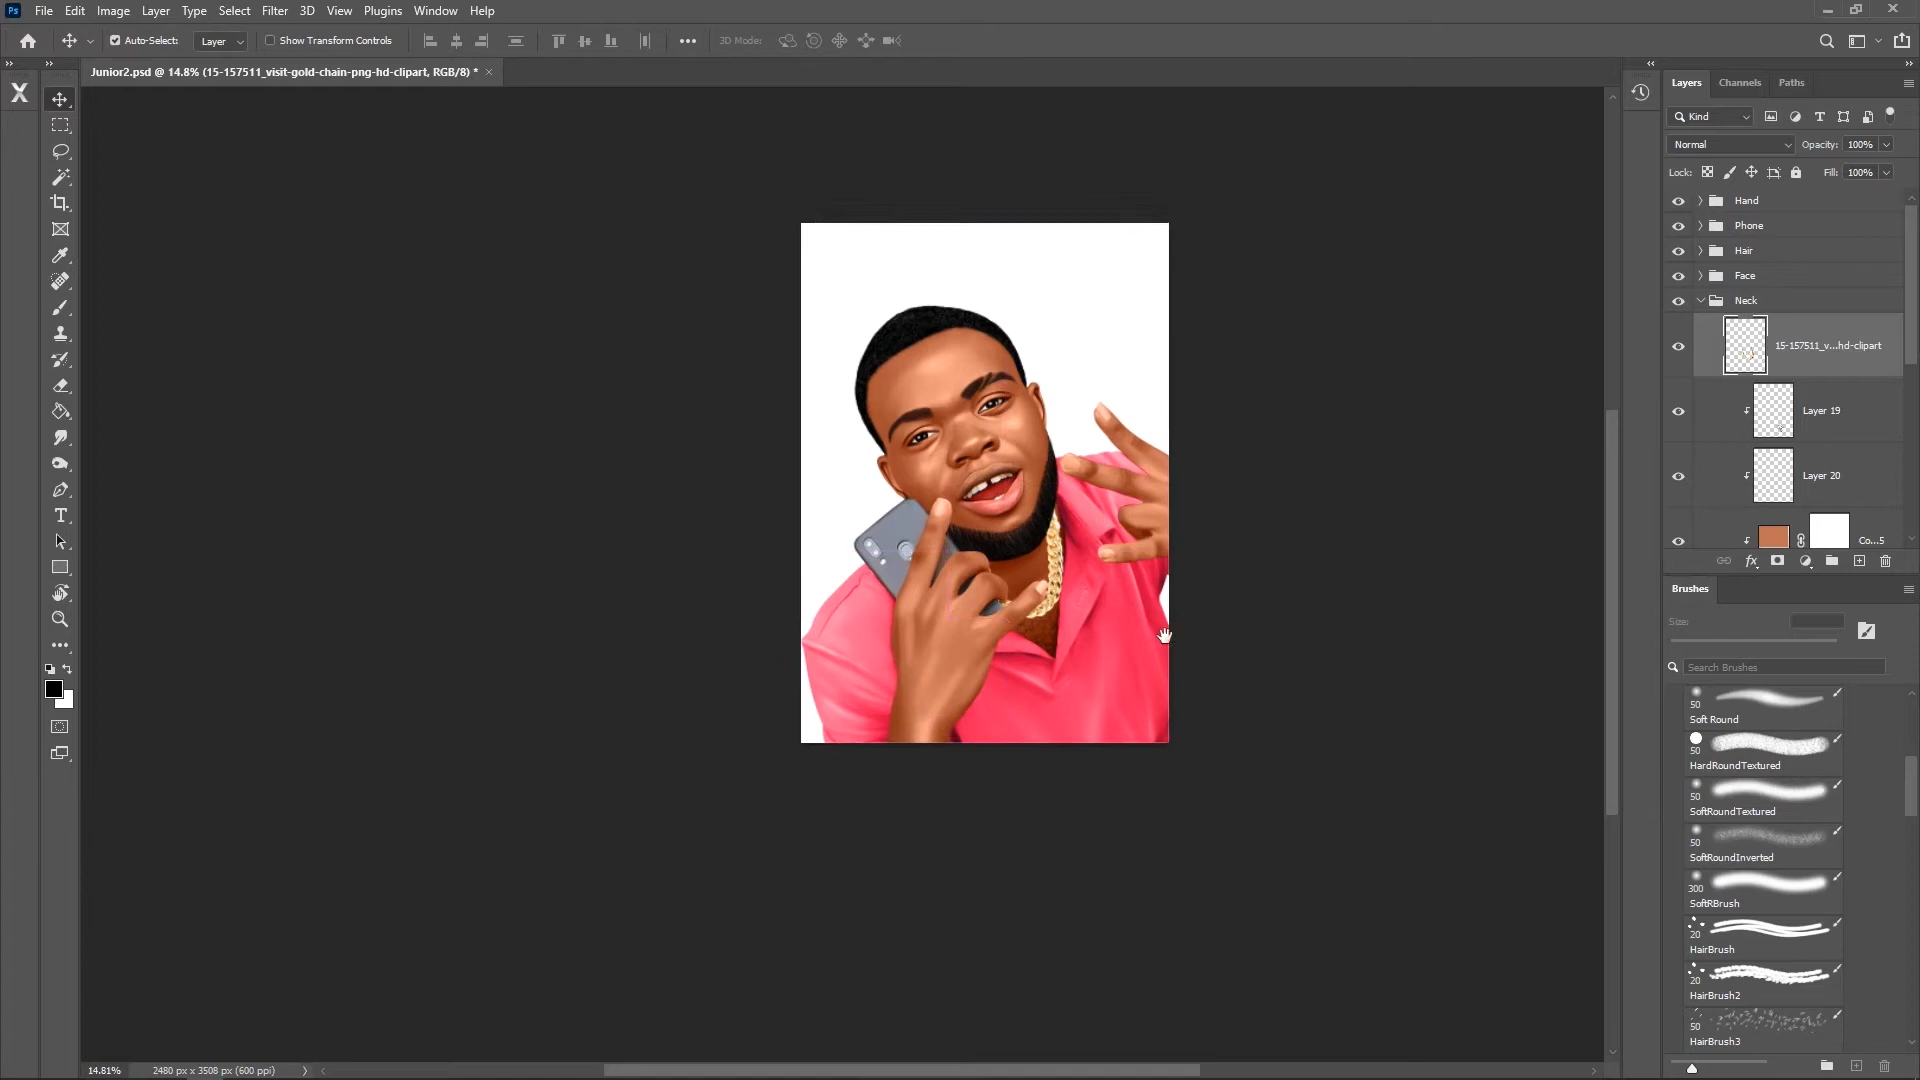 Ps File Edit Image Layer Type Select Filter 3D View Plugins Window Help
Auto-Select: Layer Show Transform Controls 3D Mode:
Junior2.psd @ 14.8% (15-157511_visit-gold-chain-png-hd-clipart, RGB/8) *
X
T
Layers Channels Paths
Kind
Normal Opacity: 100%
Lock: Fill: 100%
Hand
Phone
Hair
Face
Neck
15-157511_v...hd-clipart
Layer 19
Layer 20
Co...5
fx
Brushes
Size:
Search Brushes
50
Soft Round
50
HardRoundTextured
50
SoftRoundTextured
50
SoftRoundInverted
300
SoftRBrush
20
HairBrush
20
HairBrush2
50
HairBrush3
14.81% 2480 px x 3508 px (600 ppi)